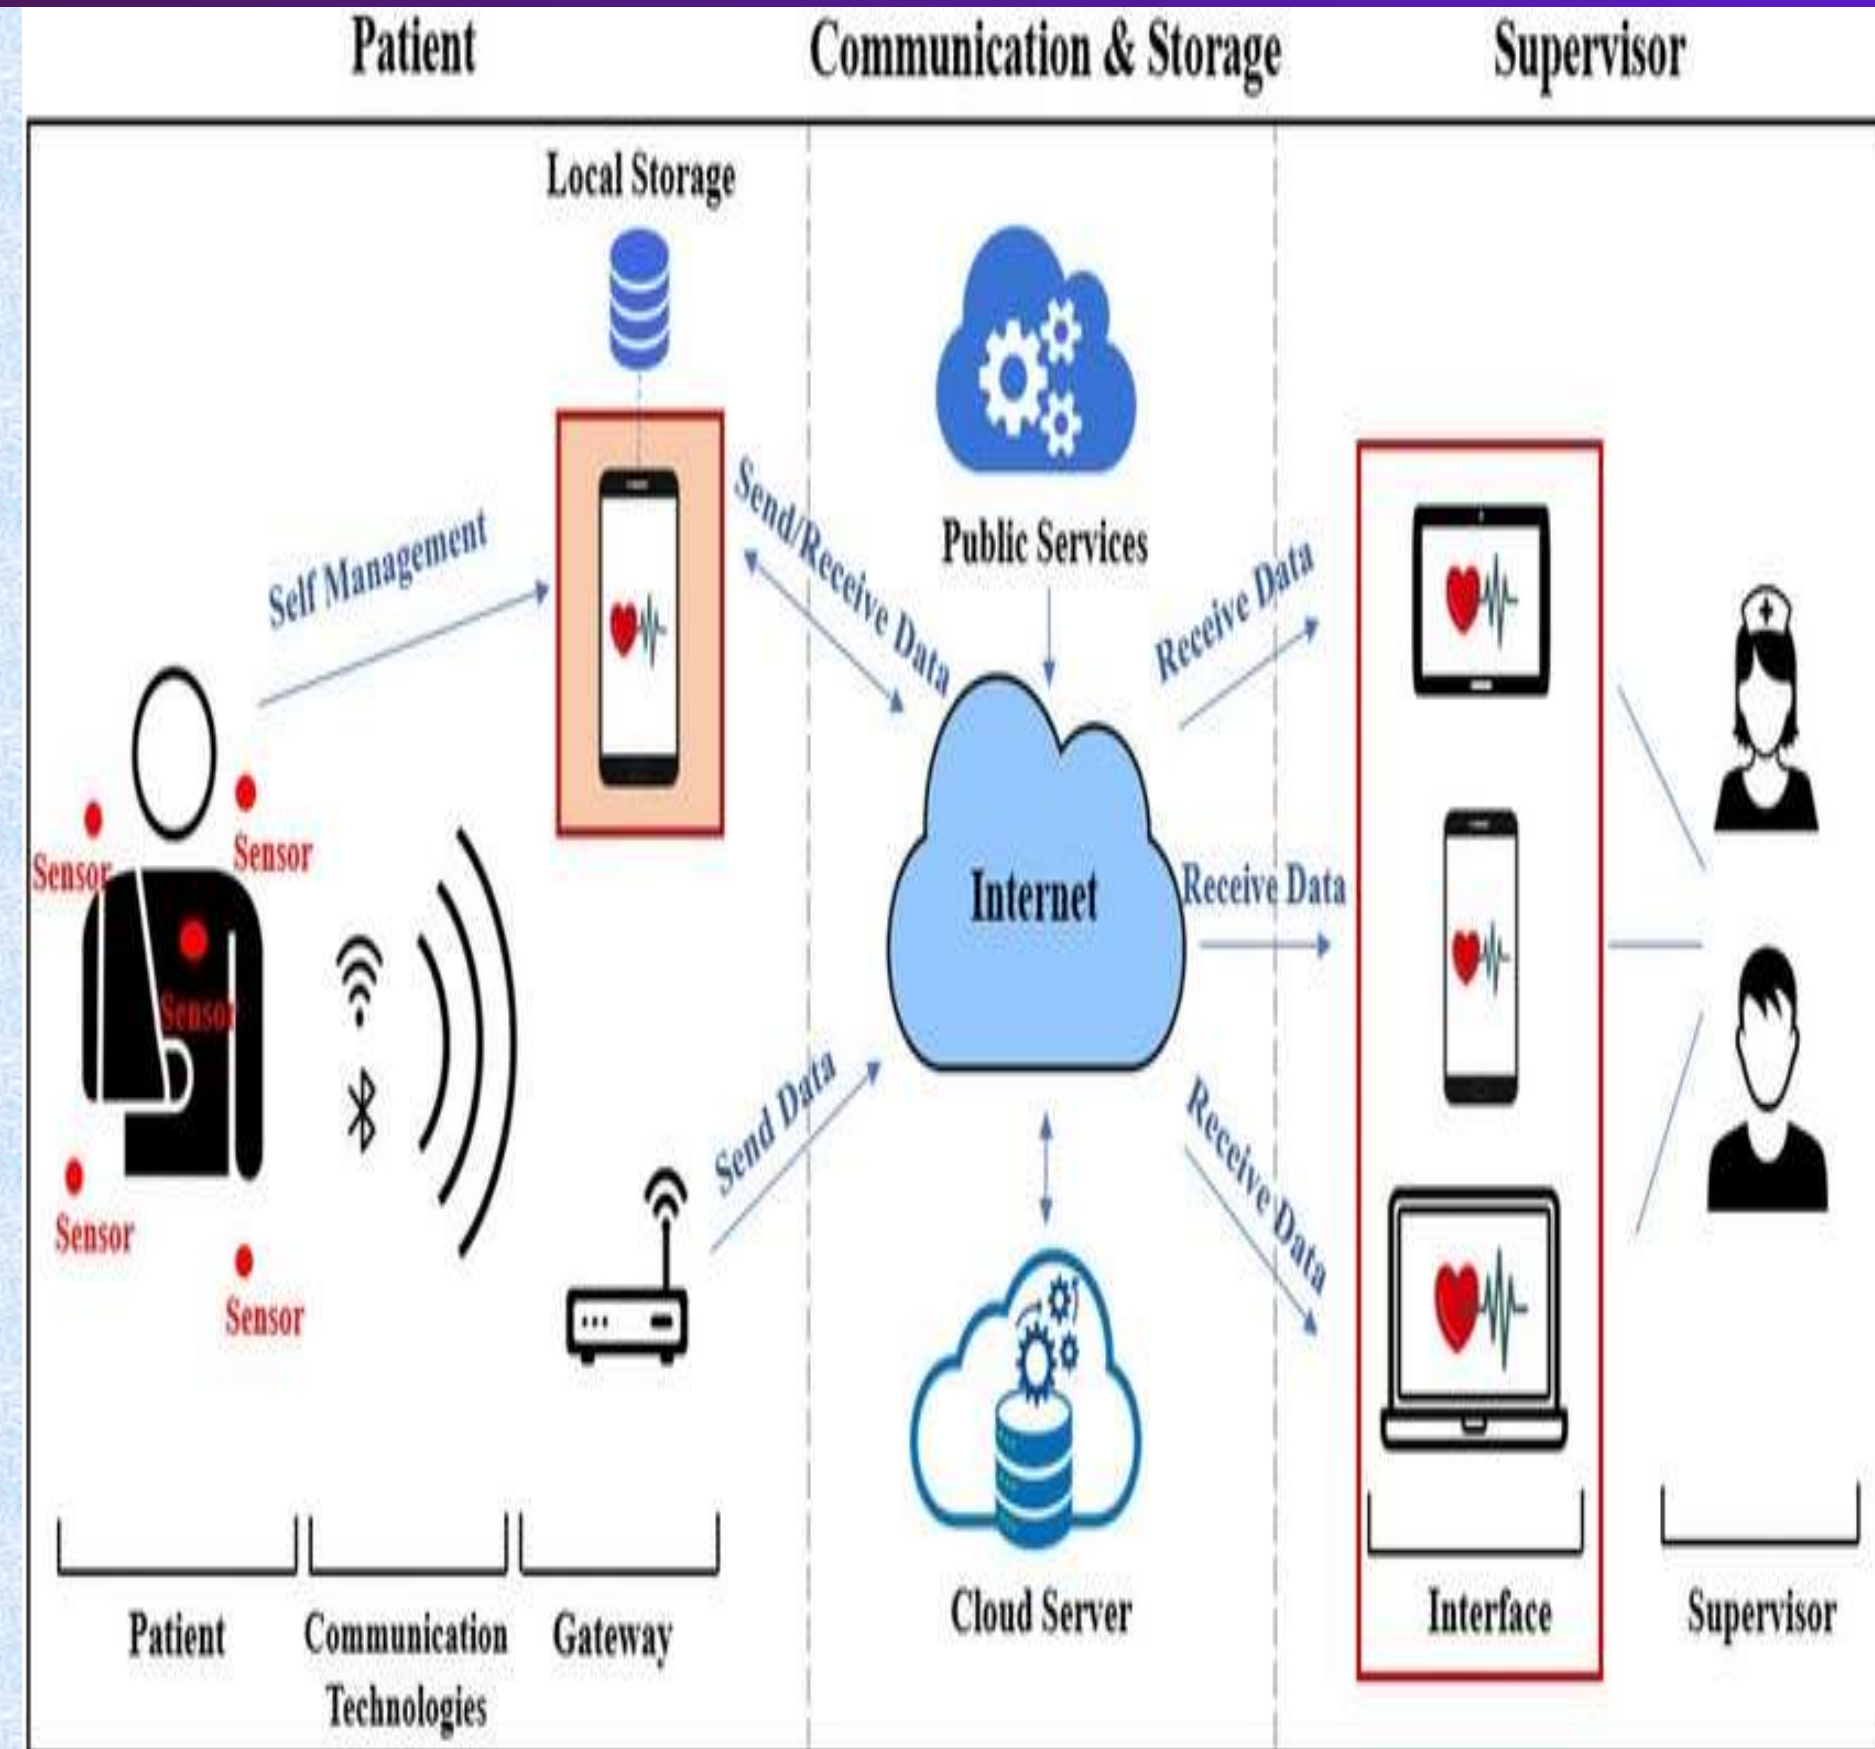 Patient
Communication & Storage
Supervisor
Local Storage
Self Management
Send/Receive Data
Public Services
Receive Data
Sensor
Sensor
Sensor
Internet
Receive Data
Send Data
Receive Data
Sensor
Sensor
Patient
Communication
Technologies
Gateway
Cloud Server
Interface
Supervisor